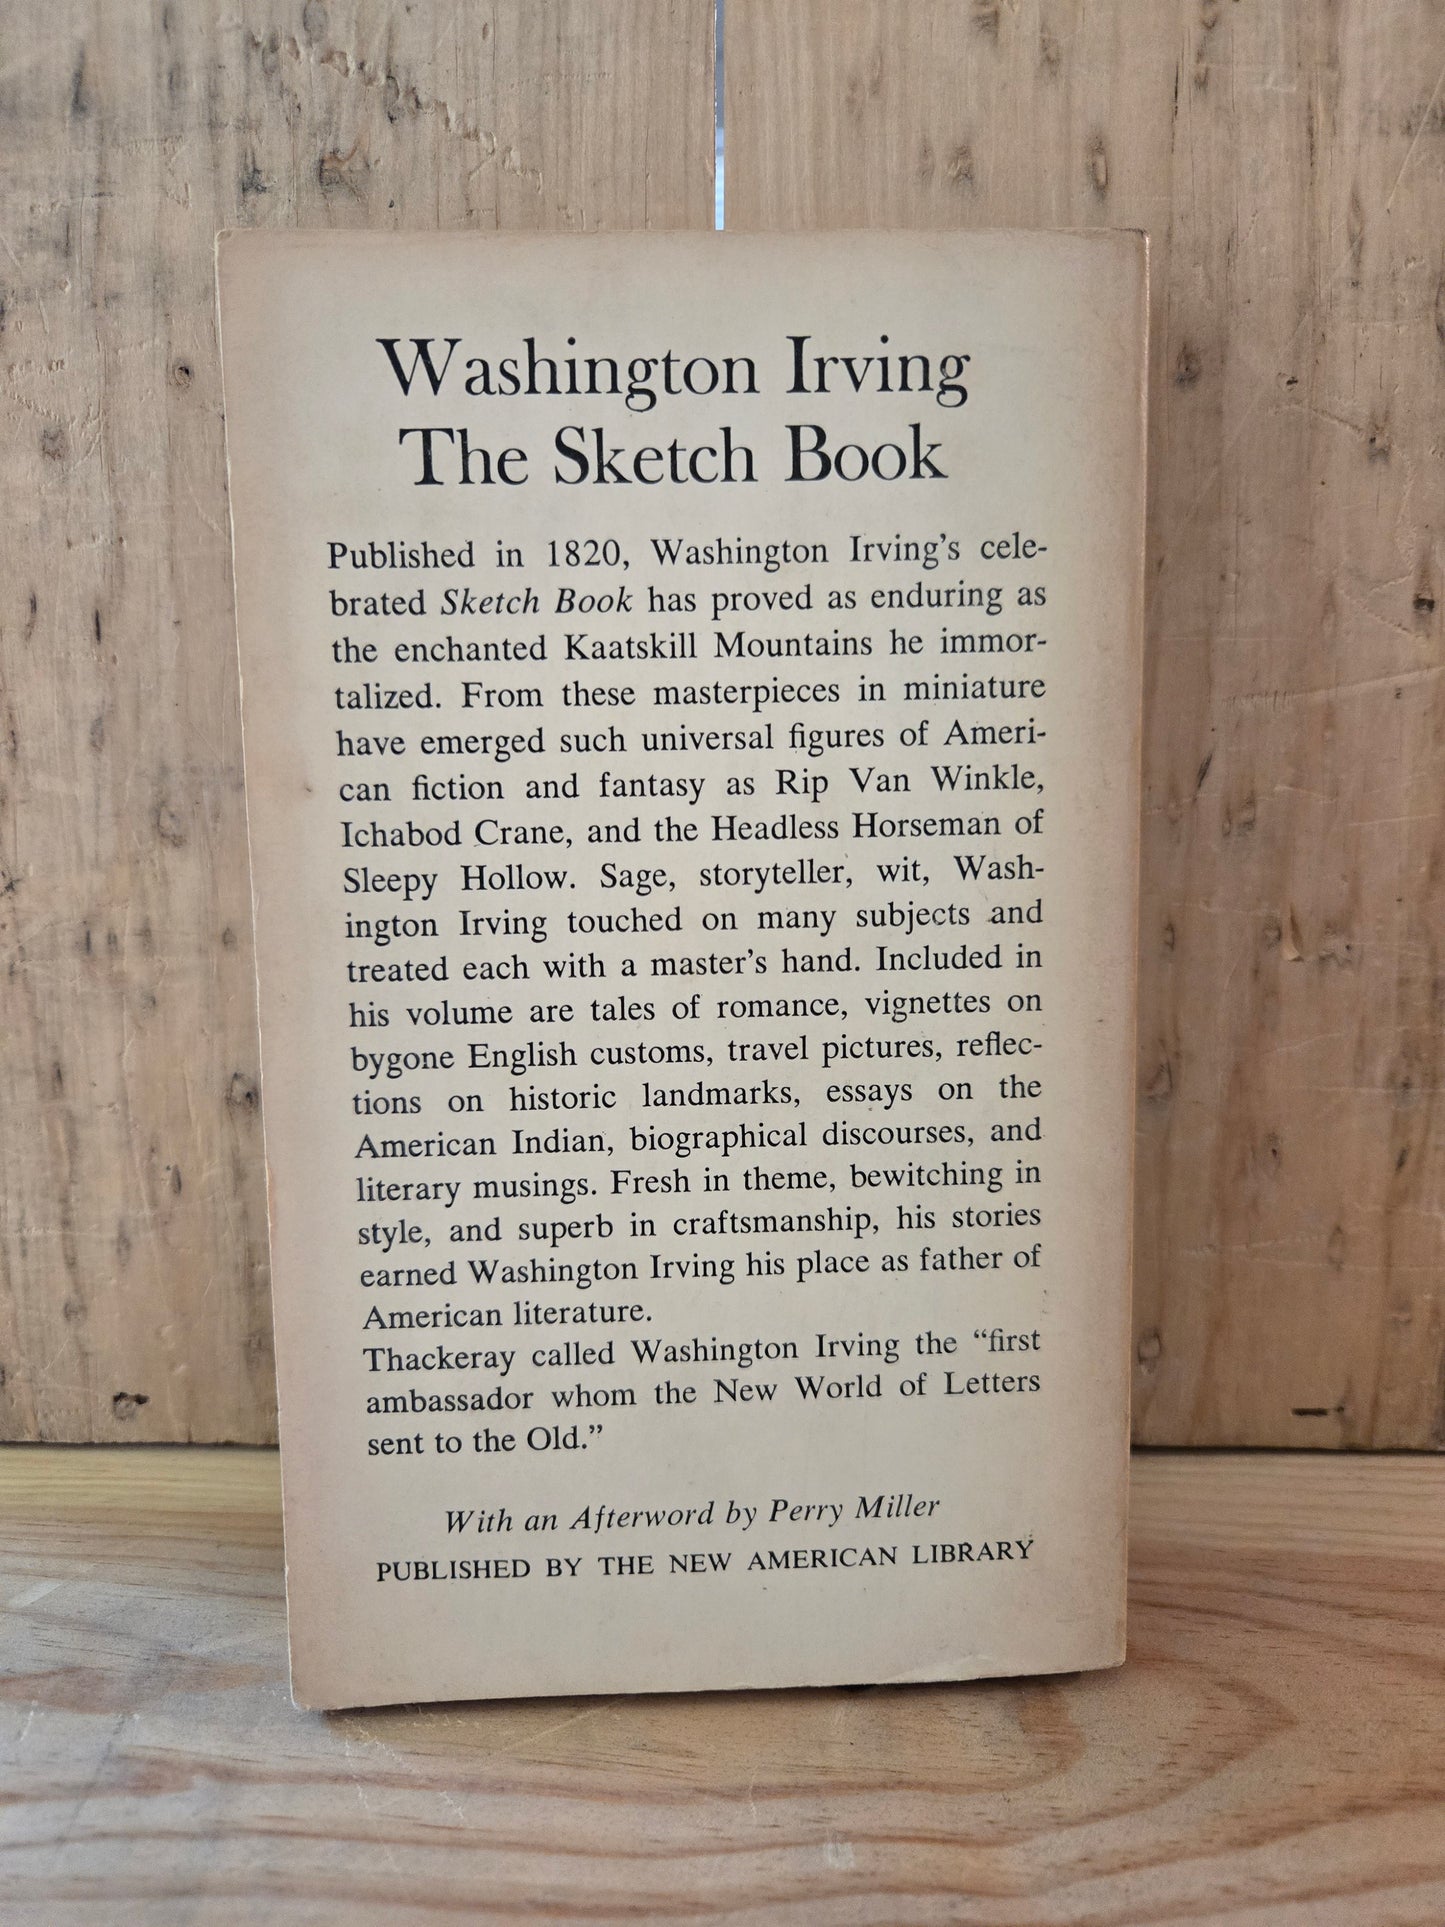 Washington Irving
The Sketch Book
Published in 1820, Washington Irving's cele-
brated Sketch Book has proved as enduring as
the enchanted Kaatskill Mountains he immor-
talized. From these masterpieces in miniature
have emerged such universal figures of Ameri-
can fiction and fantasy as Rip Van Winkle,
Ichabod Crane, and the Headless Horseman of
Sleepy Hollow. Sage, storyteller, wit, Wash-
ington Irving touched on many subjects and
treated each with a master's hand. Included in
his volume are tales of romance, vignettes on
bygone English customs, travel pictures, reflec-
tions on historic landmarks, essays on the
American Indian, biographical discourses, and
literary musings. Fresh in theme, bewitching in
style, and superb in craftsmanship, his stories
earned Washington Irving his place as father of
American literature.
Thackeray called Washington Irving the “first
ambassador whom the New World of Letters
sent to the Old.”
With an Afterword by Perry Miller
PUBLISHED BY THE NEW AMERICAN LIBRARY